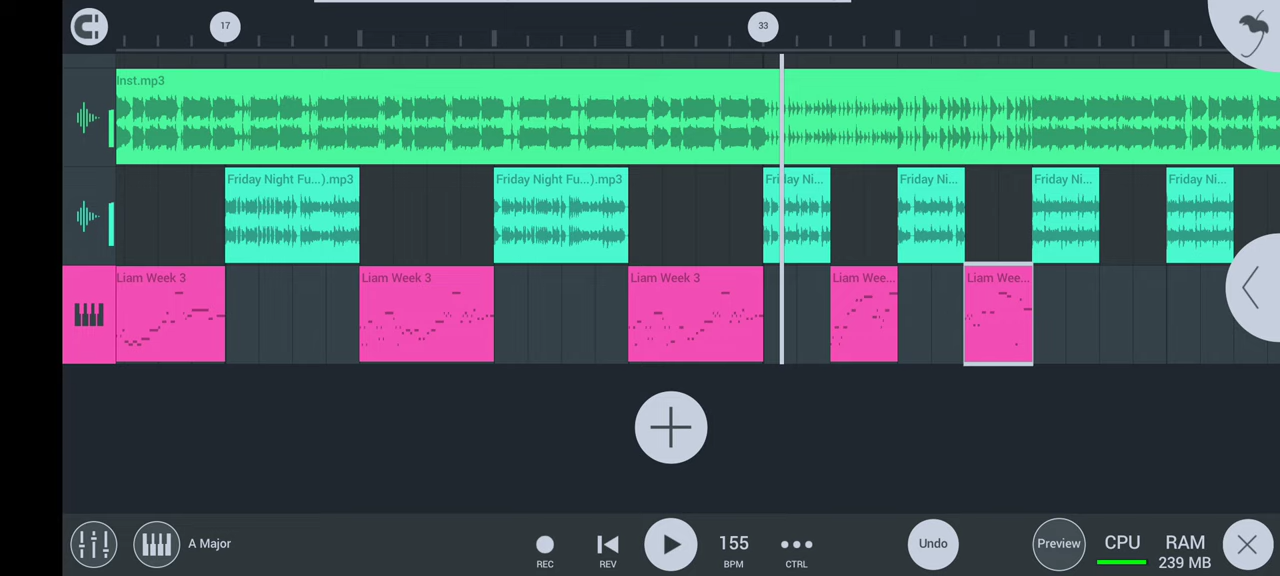 17
33
Inst.mp3
Friday Night Fu...).mp3
Friday Night Fu...).mp3
Friday Ni...
Friday Ni...
Friday Ni...
Friday Ni...
Liam Week 3
Liam Week 3
Liam Week 3
Liam Wee...
Liam Wee...
A Major
REC
REV
155
BPM
CTRL
Undo
Preview
CPU
RAM
239 MB